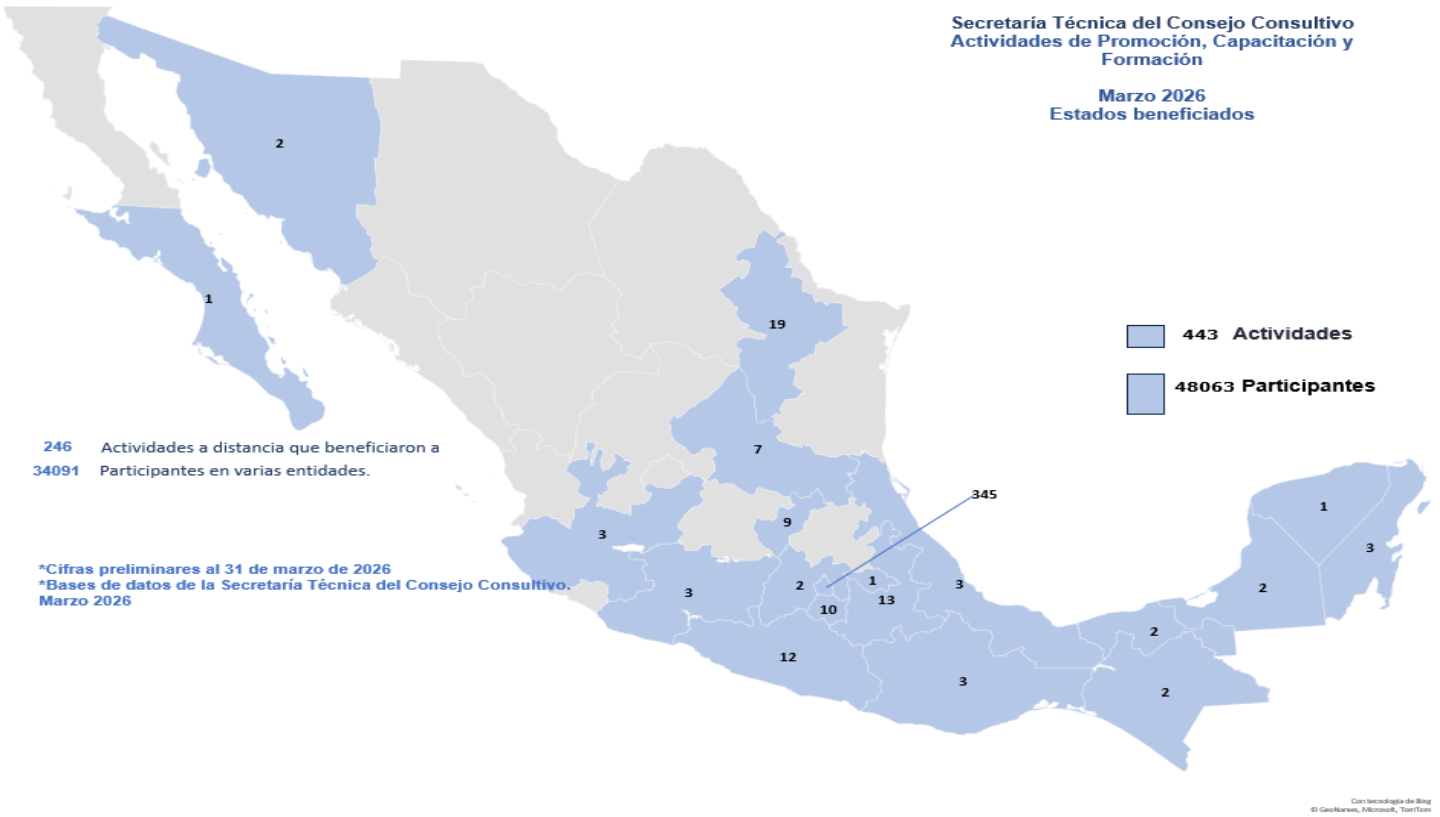 Secretaría Técnica del Consejo Consultivo
Actividades de Promoción, Capacitación y
Formación
Marzo 2026
Estados beneficiados
2
1
19
443 Actividades
48063 Participantes
246 Actividades a distancia que beneficiaron a
34091 Participantes en varias entidades.
7
345
9
3
1
3
*Cifras preliminares al 31 de marzo de 2026
*Bases de datos de la Secretaría Técnica del Consejo Consultivo.
Marzo 2026
3
2
1
13
10
3
2
2
12
3
2
Con tecnología de Bing
© GeoNames, Microsoft, TomTom